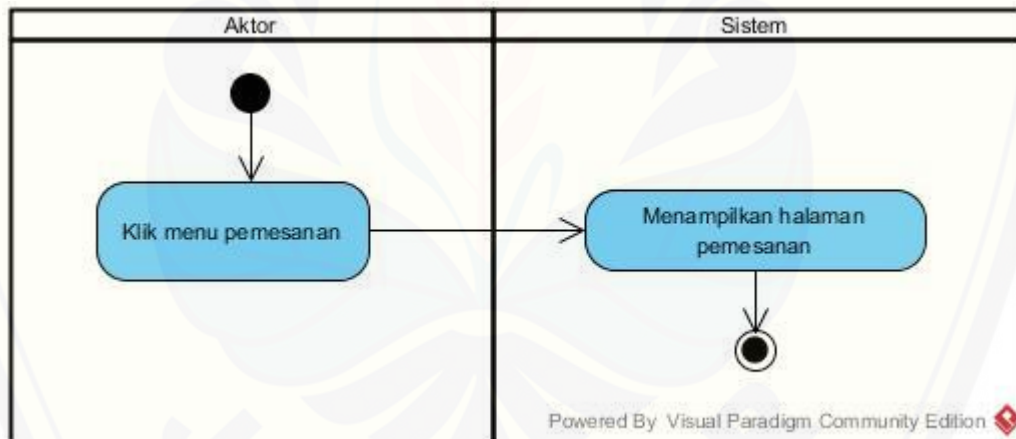 Aktor
Sistem
Klik menu pemesanan
Menampilkan halaman
pemesanan
Powered By Visual Paradigm Community Edition